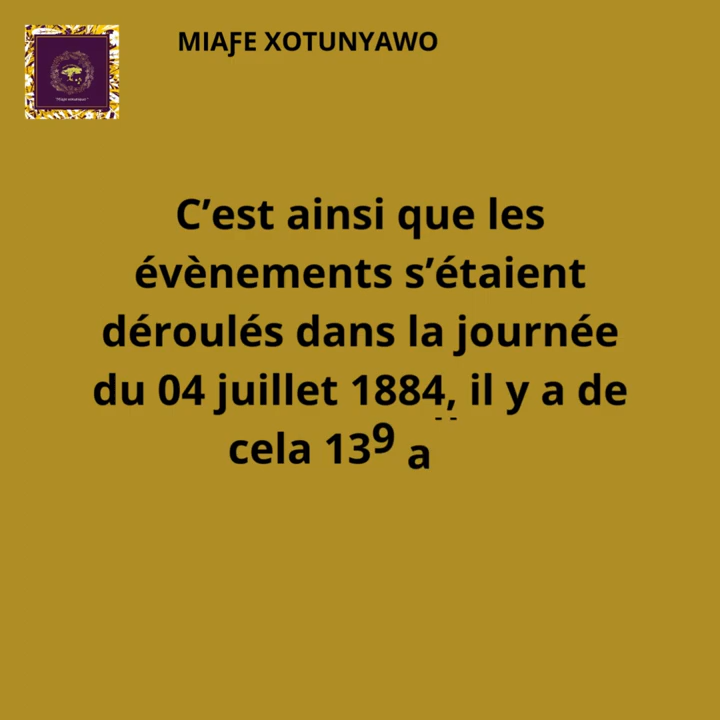 MIAƑE XOTUNYAWO
C’est ainsi que les
évènements s’étaient
déroulés dans la journée
du 04 juillet 1884, il y a de
cela 139 a